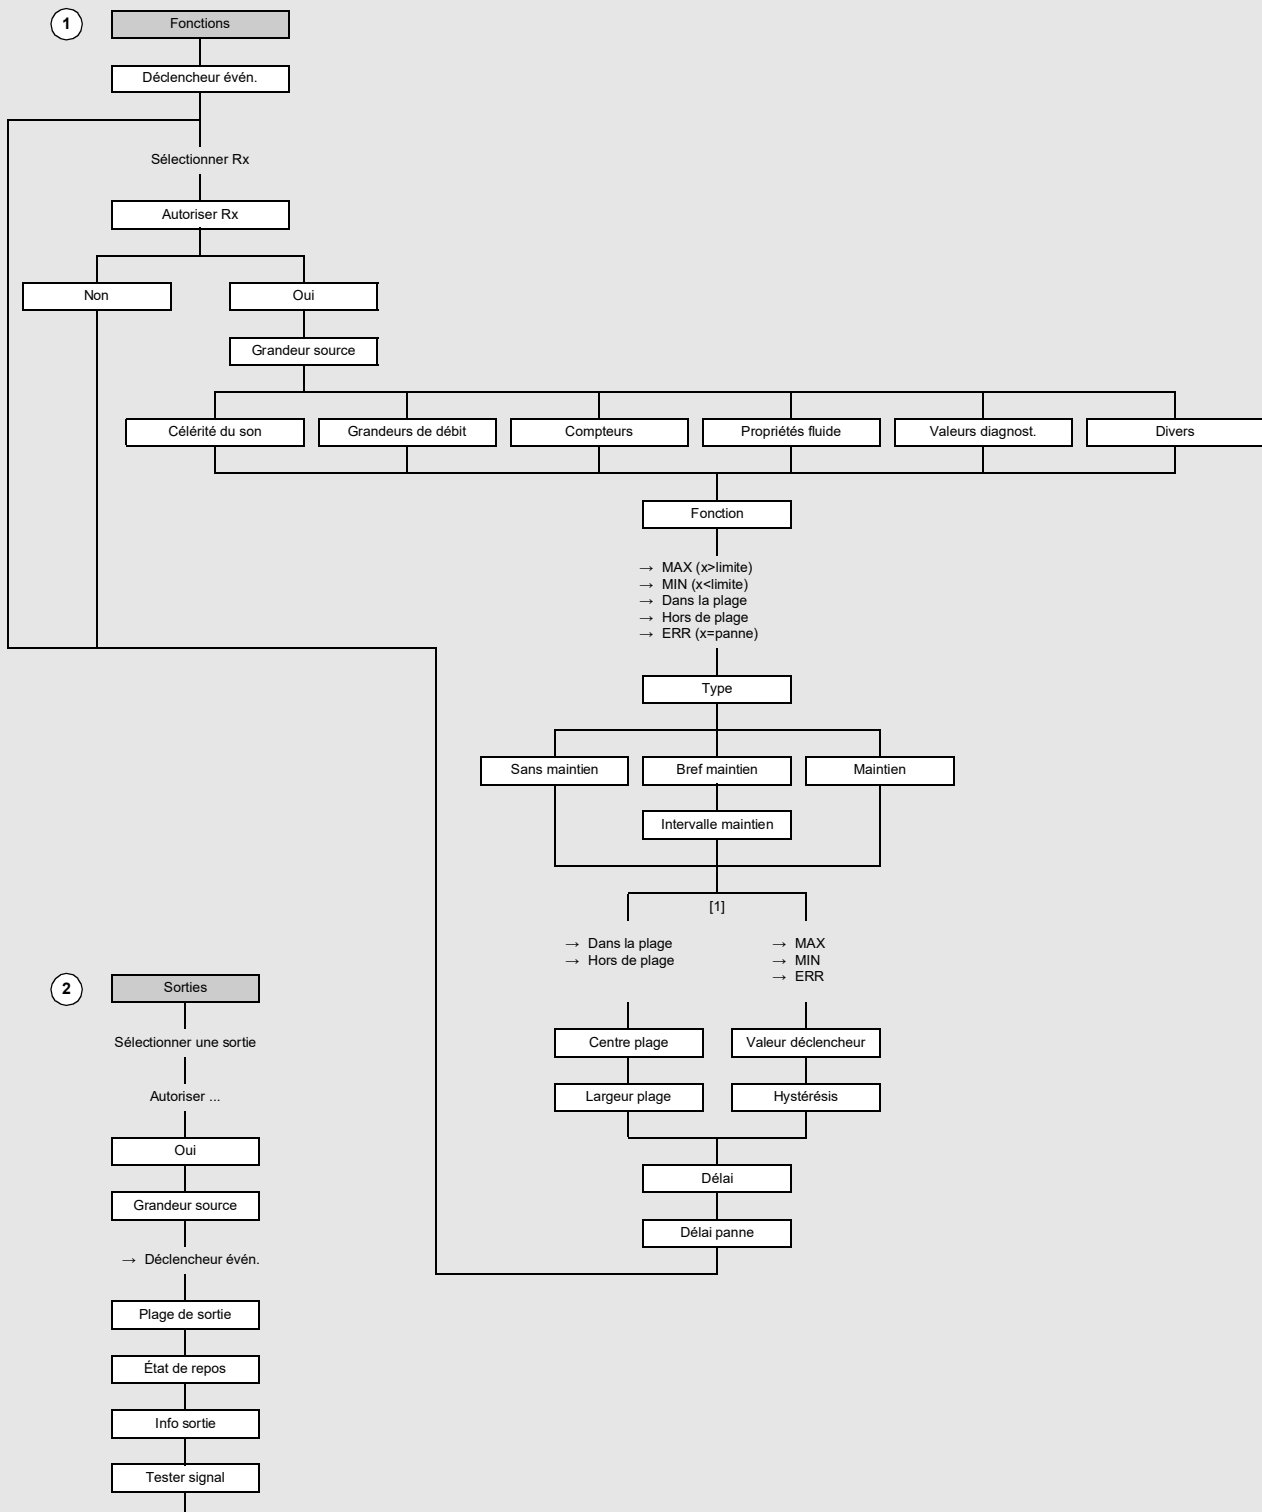 1
Fonctions
Déclencheur évén.
Sélectionner Rx
Autoriser Rx
Non
Oui
Grandeur source
Célérité du son
Grandeurs de débit
Compteurs
Propriétés fluide
Valeurs diagnost.
Divers
Fonction
→ MAX (x>limite)
→ MIN (x<limite)
→ Dans la plage
→ Hors de plage
→ ERR (x=panne)
Type
Sans maintien
Bref maintien
Maintien
Intervalle maintien
[1]
→ Dans la plage
→ Hors de plage
→ MAX
→ MIN
→ ERR
Centre plage
Valeur déclencheur
Largeur plage
Hystérésis
Délai
Délai panne
2
Sorties
Sélectionner une sortie
Autoriser ...
Oui
Grandeur source
→ Déclencheur évén.
Plage de sortie
État de repos
Info sortie
Tester signal